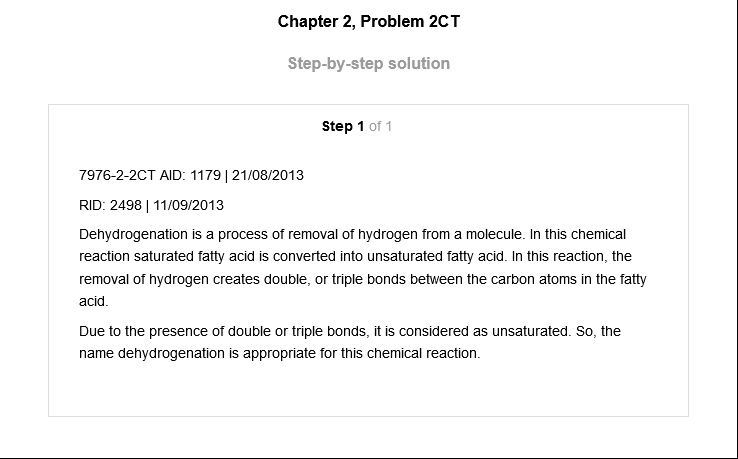 Chapter 2, Problem 2CT
Step-by-step solution
Step 1 of 1
7976-2-2CT AID: 1179 | 21/08/2013
RID: 2498 | 11/09/2013
Dehydrogenation is a process of removal of hydrogen from a molecule. In this chemical
reaction saturated fatty acid is converted into unsaturated fatty acid. In this reaction, the
removal of hydrogen creates double, or triple bonds between the carbon atoms in the fatty
acid.
Due to the presence of double or triple bonds, it is considered as unsaturated. So, the
name dehydrogenation is appropriate for this chemical reaction.